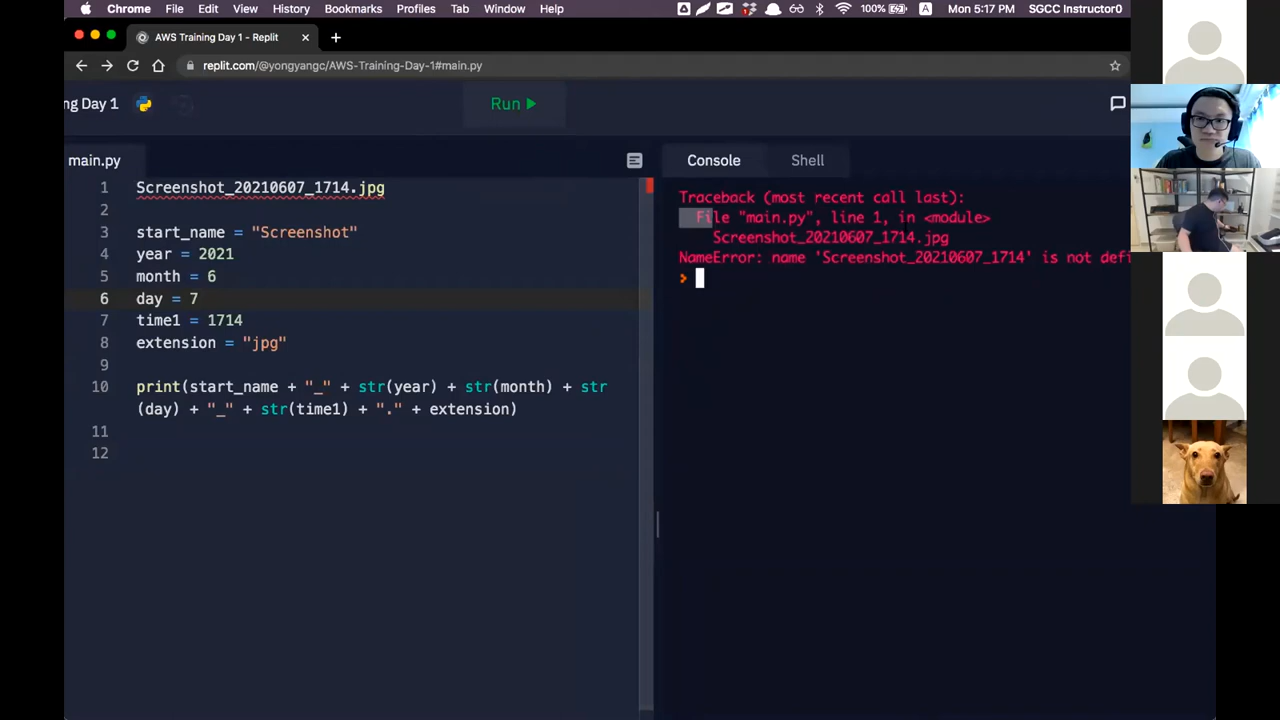 Chrome File Edit View History Bookmarks Profiles Tab Window Help 100% A Mon 5:17 PM SGCC Instructor0
AWS Training Day 1 - Replit
replit.com/@yongyangc/AWS-Training-Day-1#main.py
ng Day 1 Run
main.py
Console Shell
1 Screenshot_20210607_1714.jpg
2
3 start_name = "Screenshot"
4 year = 2021
5 month = 6
6 day = 7
7 time1 = 1714
8 extension = "jpg"
9
10 print(start_name + "_" + str(year) + str(month) + str
(day) + "_" + str(time1) + "." + extension)
11
12
Traceback (most recent call last):
File "main.py", line 1, in <module>
Screenshot_20210607_1714.jpg
NameError: name 'Screenshot_20210607_1714' is not defi